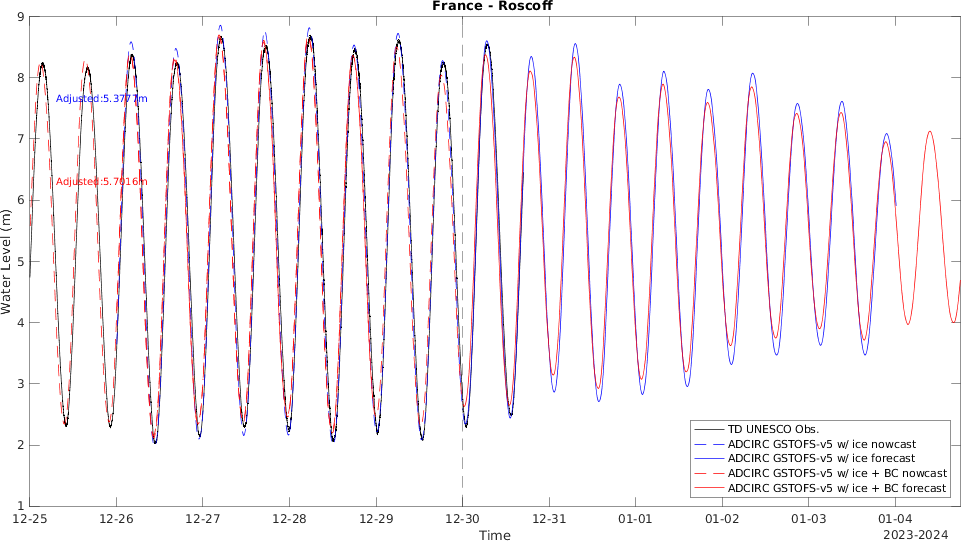 France - Roscoff
9
8
7
6
5
4
3
2
1
Water Level (m)
Adjusted:5.3777m
Adjusted:5.7016m
TD UNESCO Obs.
ADCIRC GSTOFS-v5 w/ ice nowcast
ADCIRC GSTOFS-v5 w/ ice forecast
ADCIRC GSTOFS-v5 w/ ice + BC nowcast
ADCIRC GSTOFS-v5 w/ ice + BC forecast
12-25 12-26 12-27 12-28 12-29 12-30 12-31 01-01 01-02 01-03 01-04
Time
2023-2024